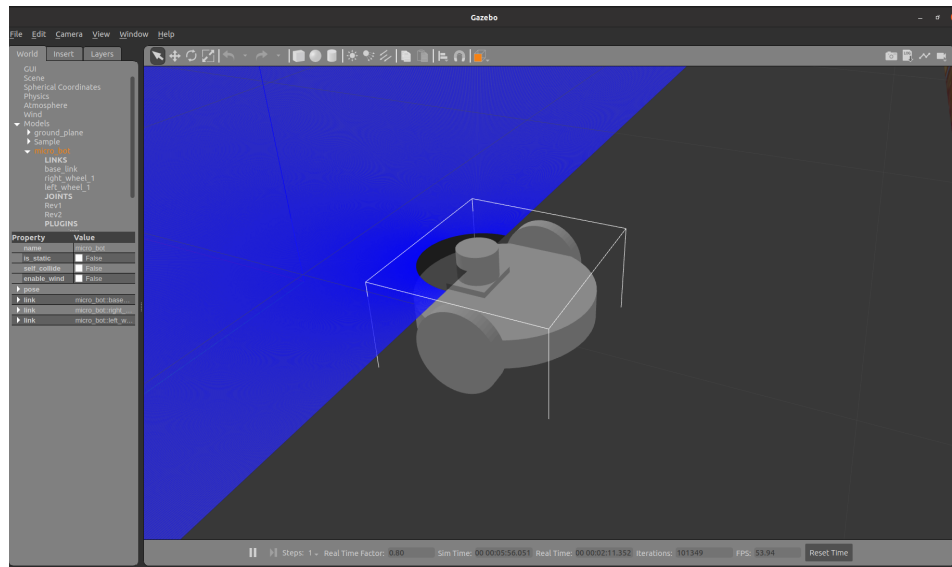 Gazebo
File Edit Camera View Window Help
World Insert Layers
GUI
Scene
Spherical Coordinates
Physics
Atmosphere
Wind
Models
ground_plane
Sample
micro_bot
LINKS
base_link
right_wheel_1
left_wheel_1
JOINTS
Rev1
Rev2
PLUGINS
Property Value
name micro_bot
is_static False
self_collide False
enable_wind False
pose
link micro_bot::base...
link micro_bot::right_...
link micro_bot::left_w...
Steps: 1 Real Time Factor: 0.80 Sim Time: 00 00:05:56.051 Real Time: 00 00:02:11.352 Iterations: 101349 FPS: 53.94 Reset Time